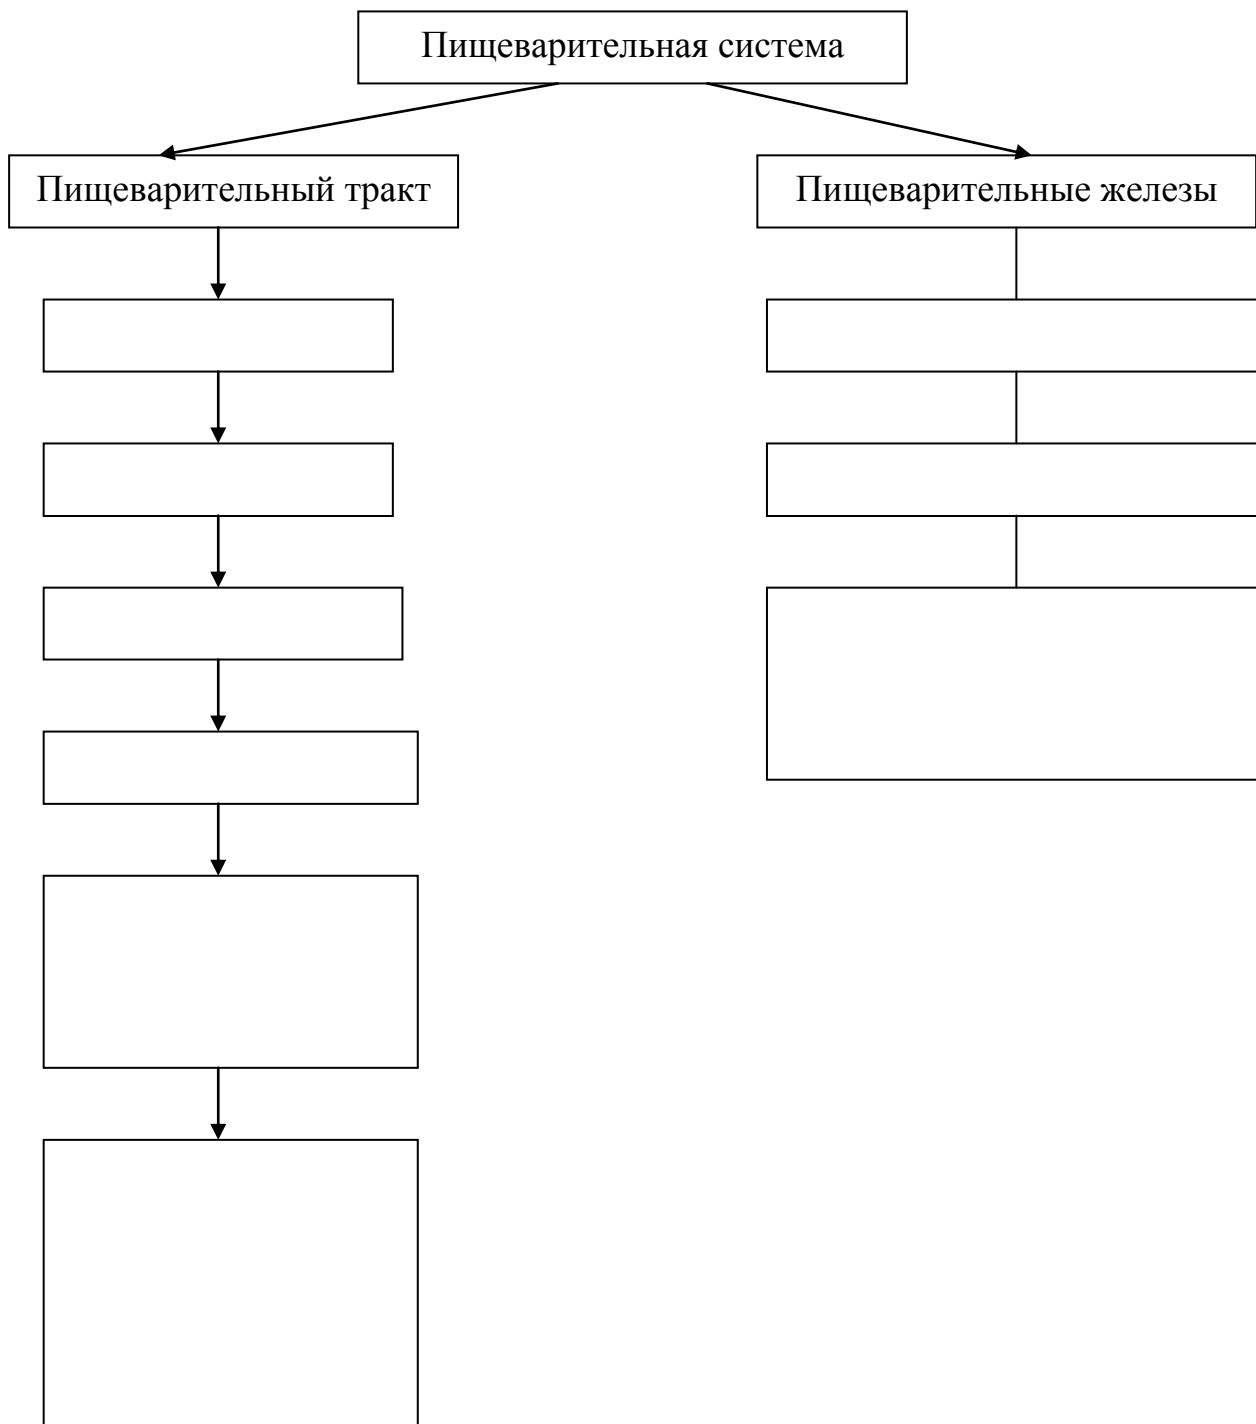 Пищеварительная система
Пищеварительный тракт
Пищеварительные железы